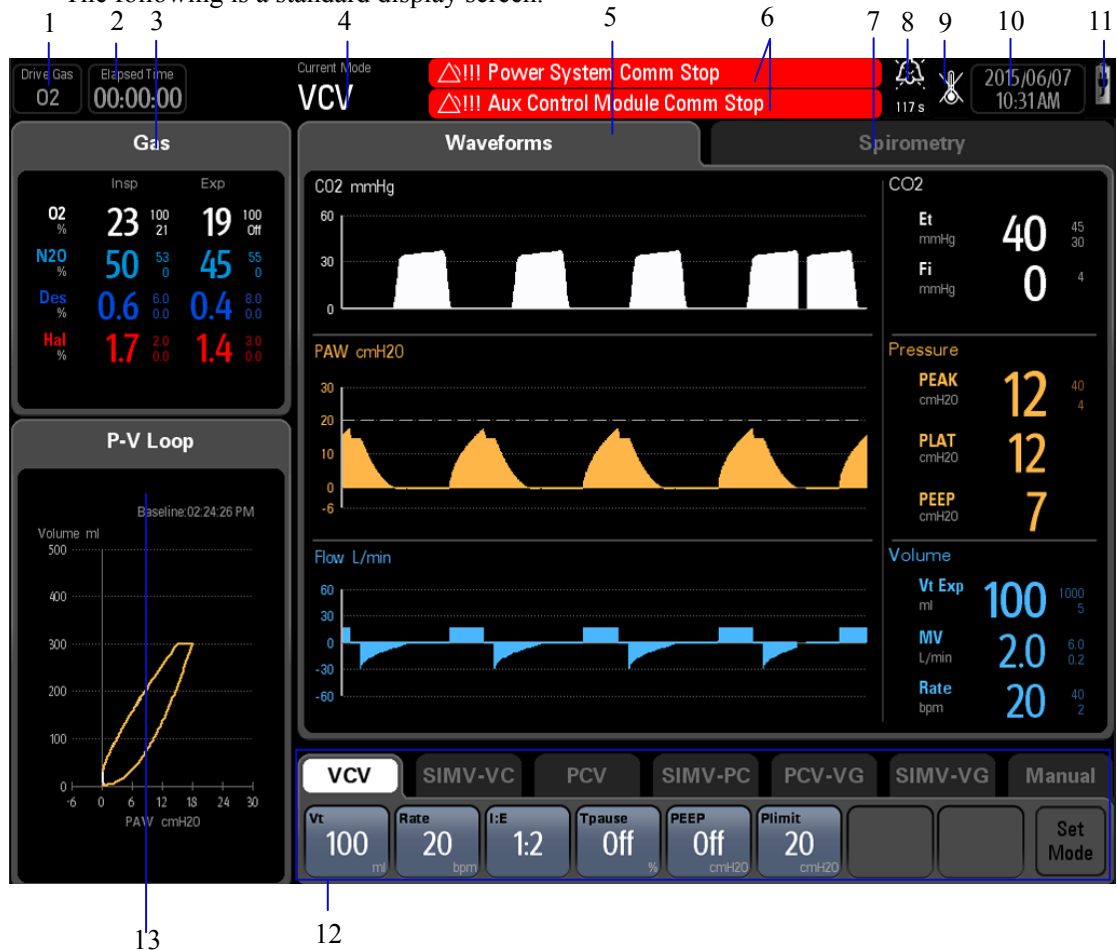 The following is a standard display screen.
1 2 3 4 5 6 7 8 9 10 11
Drive Gas
O2
Elapsed Time
00:00:00
Current Mode
VCV
!!! Power System Comm Stop
!!! Aux Control Module Comm Stop
117 s
2015/06/07
10:31 AM
Gas
Insp Exp
O2 % 23 100 21 19 100 Off
N2O % 50 53 0 45 55 0
Des % 0.6 6.0 0.0 0.4 8.0 0.0
Hal % 1.7 2.0 0.0 1.4 3.0 0.0
P-V Loop
Baseline:02:24:26 PM
Volume ml
500
400
300
200
100
0
-6 0 6 12 18 24 30
PAW cmH2O
Waveforms
Spirometry
CO2 mmHg
60
30
0
PAW cmH2O
30
20
10
0
-6
Flow L/min
60
30
0
-30
-60
CO2
Et mmHg 40 45 30
Fi mmHg 0 4
Pressure
PEAK cmH2O 12 40 4
PLAT cmH2O 12
PEEP cmH2O 7
Volume
Vt Exp ml 100 1000 5
MV L/min 2.0 6.0 0.2
Rate bpm 20 40 2
VCV SIMV-VC PCV SIMV-PC PCV-VG SIMV-VG Manual
Vt 100 ml
Rate 20 bpm
I:E 1:2
Tpause Off %
PEEP Off cmH2O
Plimit 20 cmH2O
Set Mode
13 12